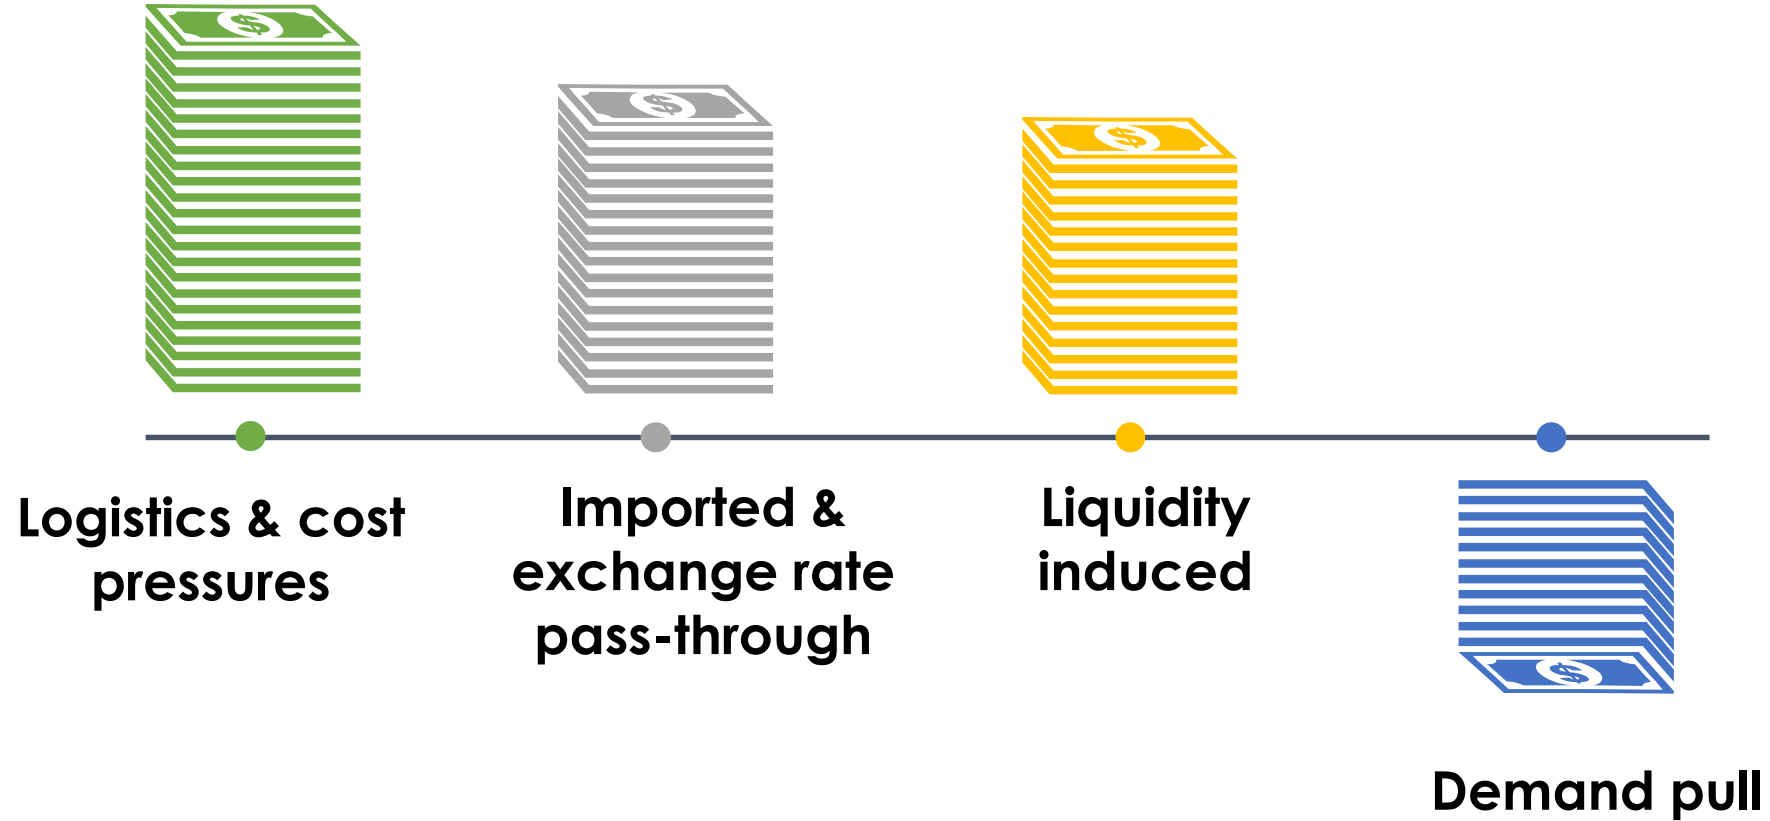 Logistics & cost
pressures
Imported &
exchange rate
pass-through
Liquidity
induced
Demand pull